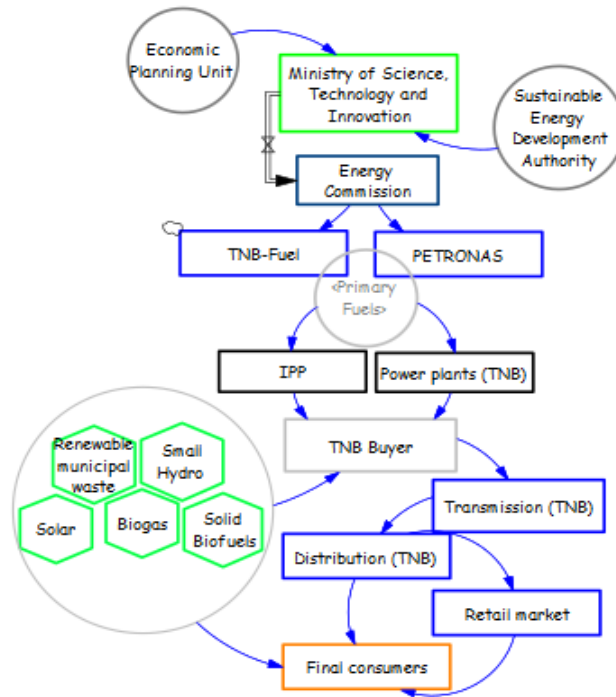 Economic
Planning Unit
Ministry of Science,
Technology and
Innovation
Sustainable
Energy
Development
Authority
Energy
Commission
TNB-Fuel
PETRONAS
<Primary
Fuels>
IPP
Power plants (TNB)
TNB Buyer
Renewable
municipal
waste
Small
Hydro
Solar
Biogas
Solid
Biofuels
Transmission (TNB)
Distribution (TNB)
Retail market
Final consumers